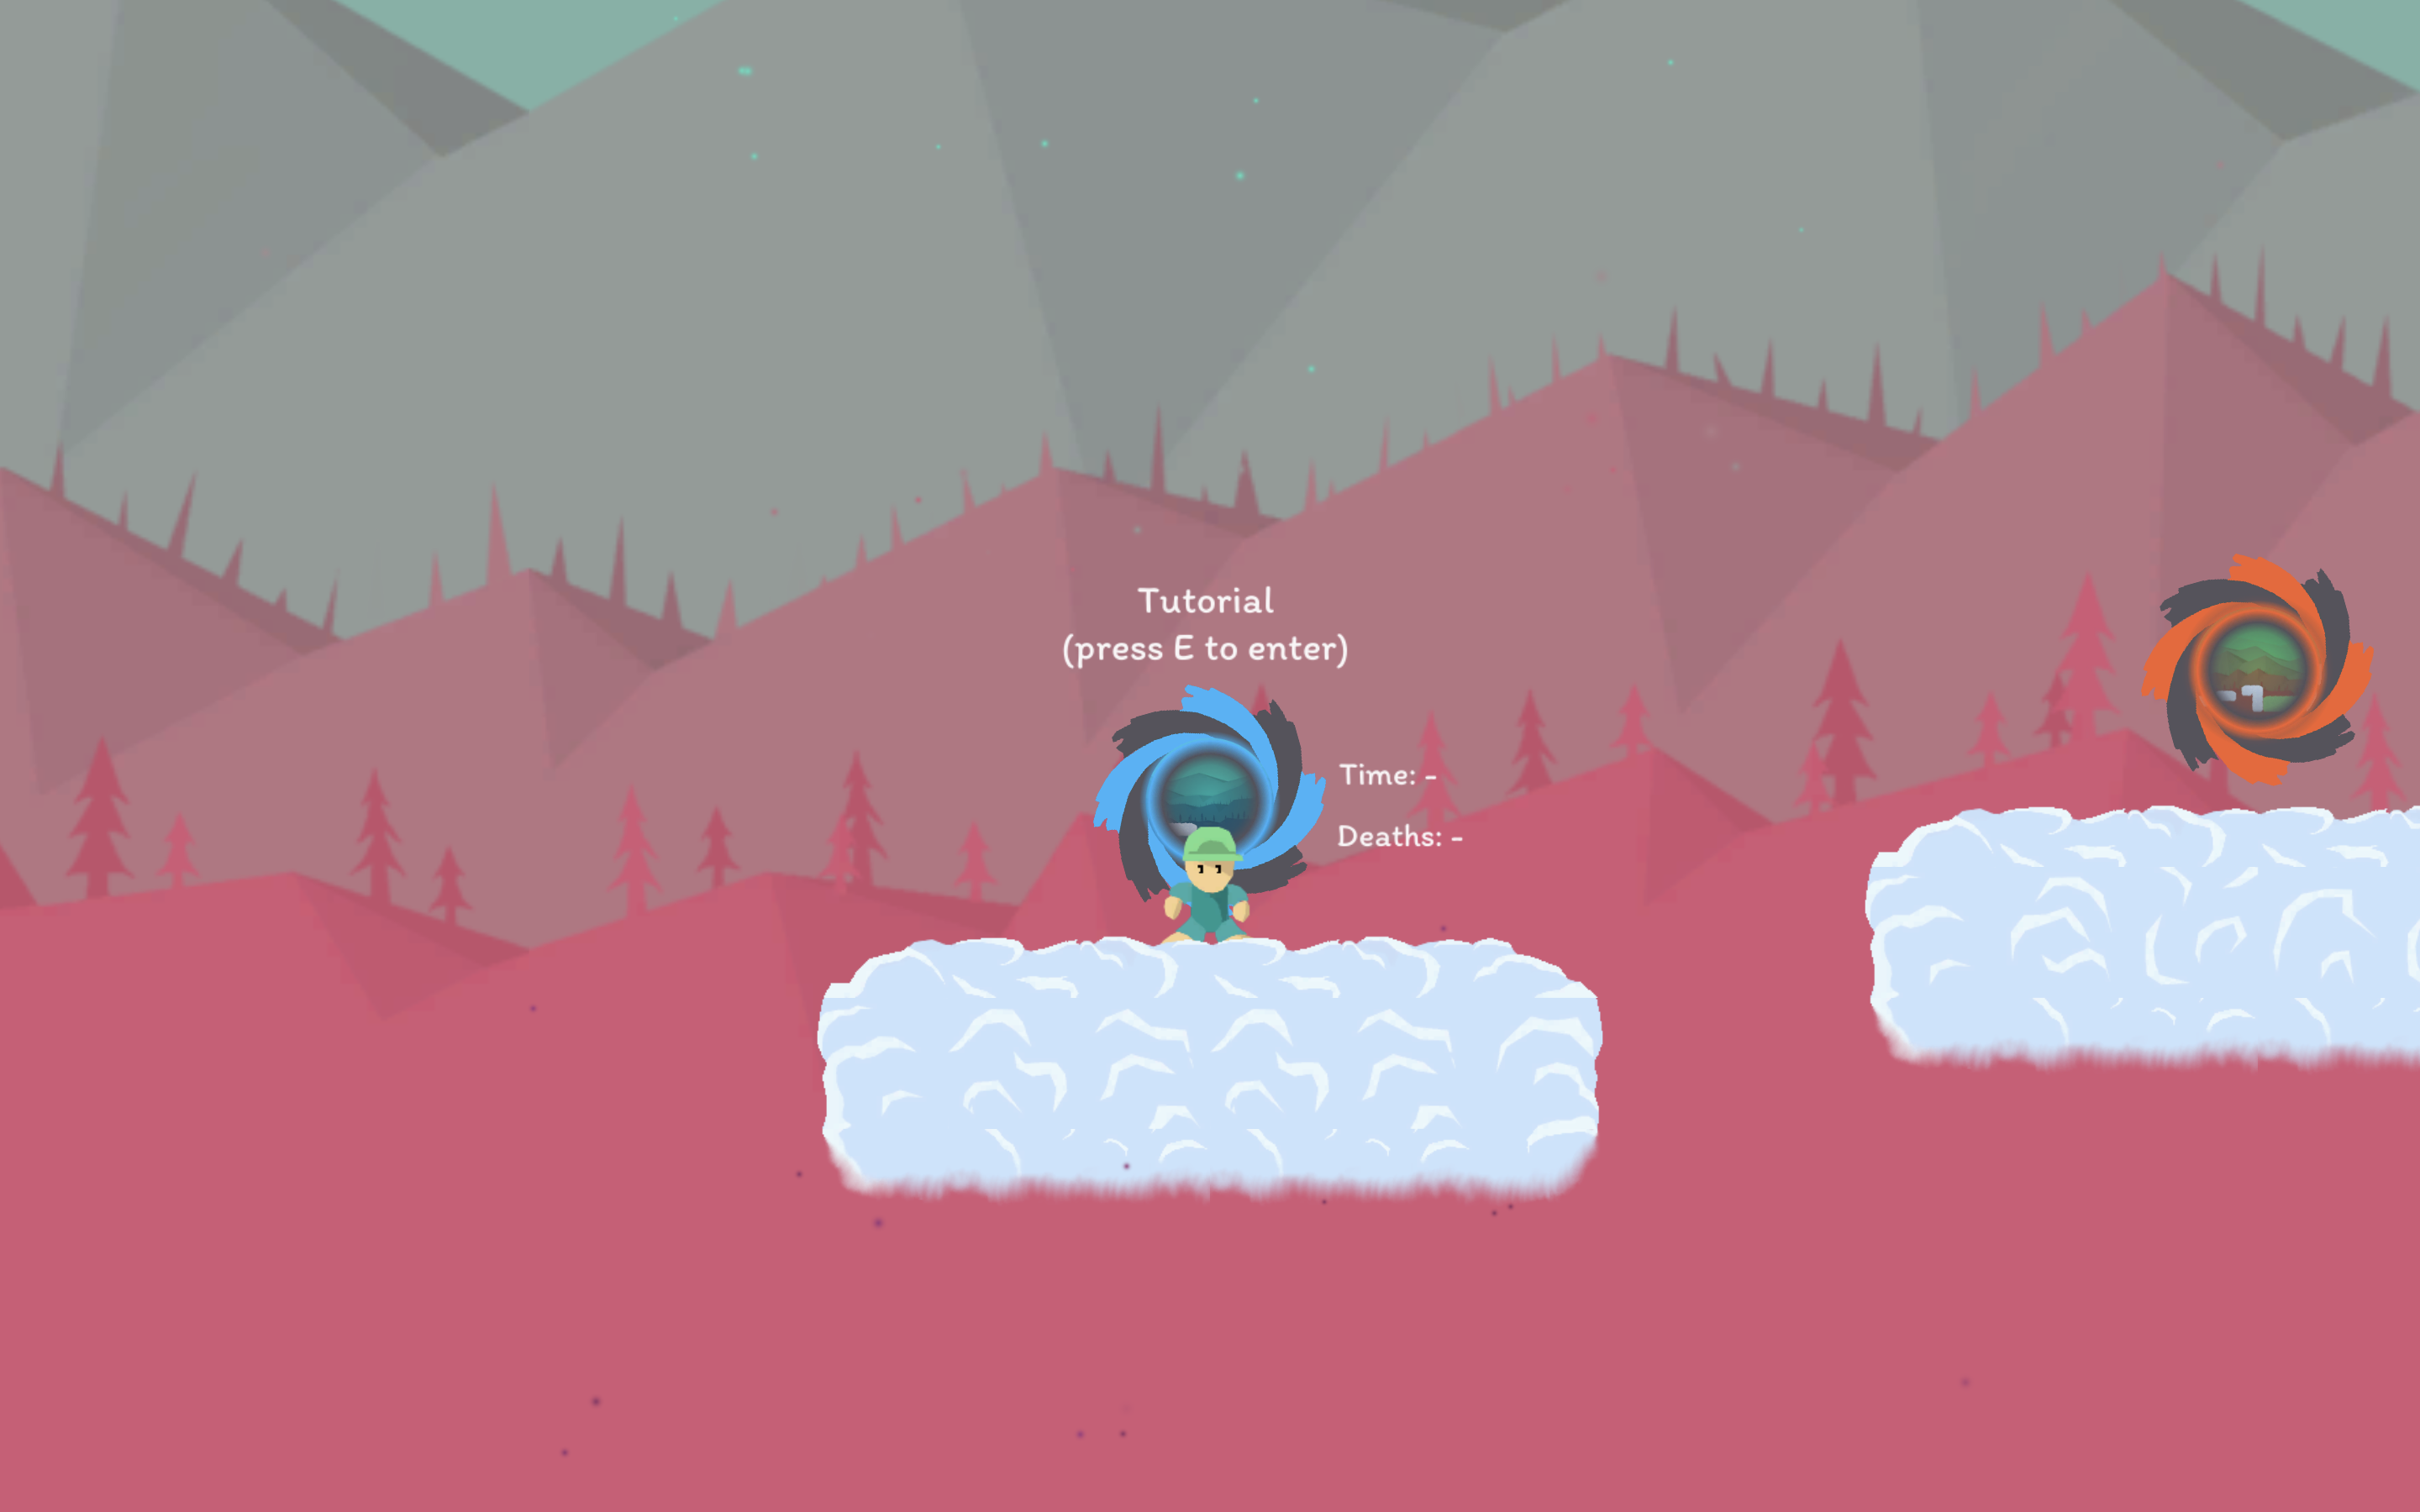 Tutorial
(press E to enter)
Time: -
Deaths: -